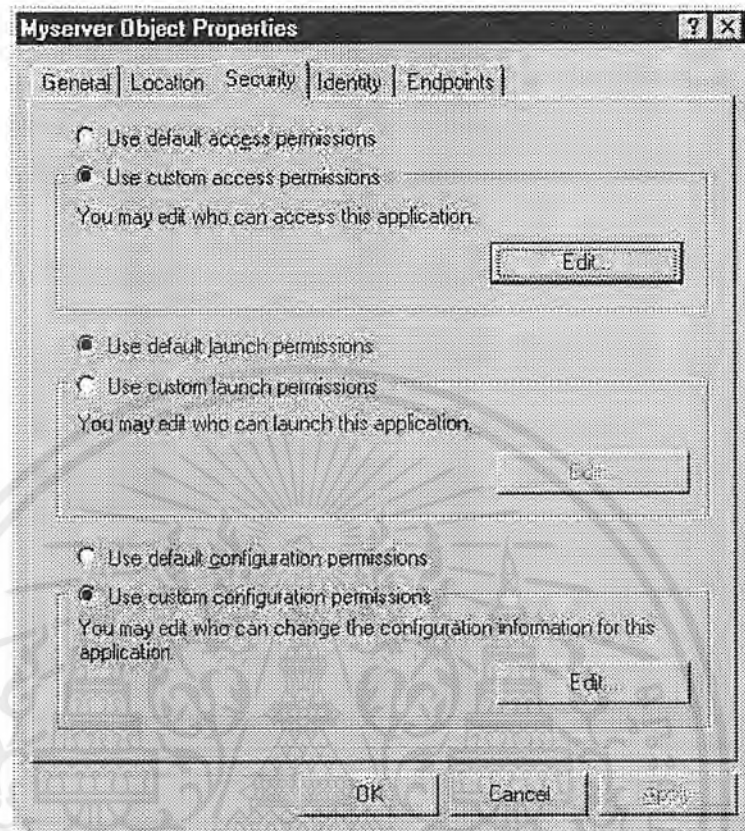 Myserver Object Properties
? X
General Location Security Identity Endpoints
Use default access permissions
Use custom access permissions
You may edit who can access this application.
Edit...
Use default launch permissions
Use custom launch permissions
You may edit who can launch this application.
Edit...
Use default configuration permissions
Use custom configuration permissions
You may edit who can change the configuration information for this
application.
Edit...
OK Cancel Apply